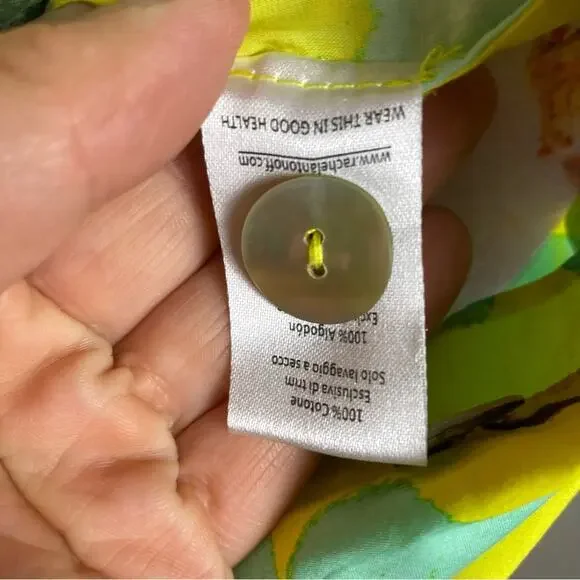 WEAR THIS IN GOOD HEALTH
www.rachelantonoff.com
100% Algodón
Solo lavaggio a secco
Esclusiva di trim
100% Cotone